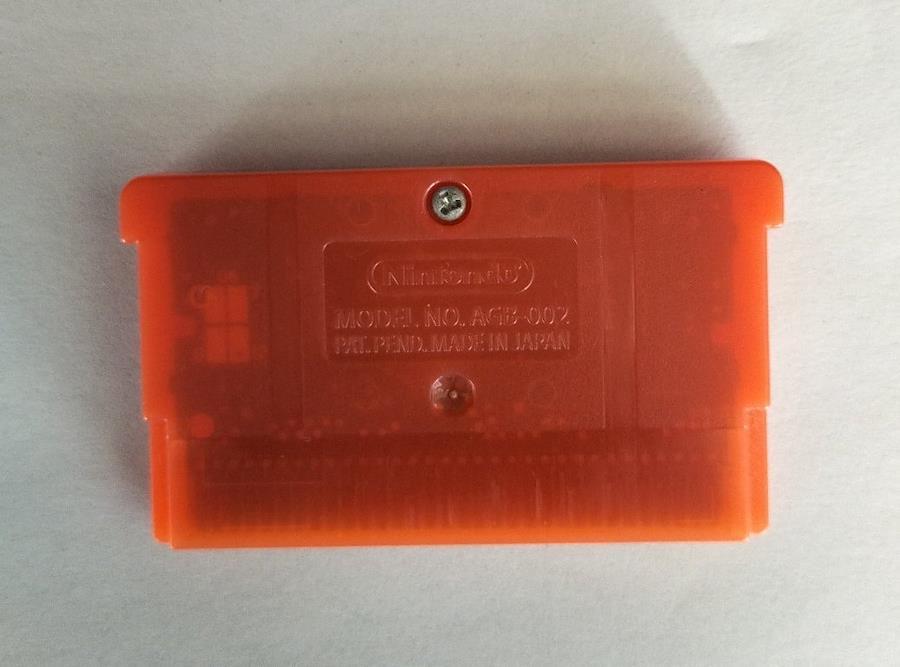 Nintendo
MODEL NO. AGB-002
PAT. PEND. MADE IN JAPAN